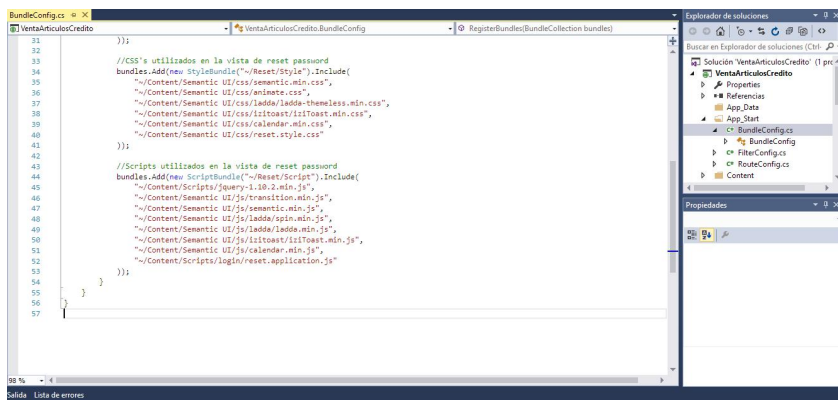 BundleConfig.cs
VentaArticulosCredito
VentaArticulosCredito.BundleConfig
RegisterBundles(BundleCollection bundles)
31 ));
32
33 //CSS's utilizados en la vista de reset password
34 bundles.Add(new StyleBundle("~/Reset/Style").Include(
35 "~/Content/Semantic UI/css/semantic.min.css",
36 "~/Content/Semantic UI/css/animate.css",
37 "~/Content/Semantic UI/css/ladda/ladda-themeless.min.css",
38 "~/Content/Semantic UI/css/izitoast/iziToast.min.css",
39 "~/Content/Semantic UI/css/calendar.min.css",
40 "~/Content/Semantic UI/css/reset.style.css"
41 ));
42
43 //Scripts utilizados en la vista de reset password
44 bundles.Add(new ScriptBundle("~/Reset/Script").Include(
45 "~/Content/Scripts/jquery-1.10.2.min.js",
46 "~/Content/Semantic UI/js/transition.min.js",
47 "~/Content/Semantic UI/js/semantic.min.js",
48 "~/Content/Semantic UI/js/ladda/spin.min.js",
49 "~/Content/Semantic UI/js/ladda/ladda.min.js",
50 "~/Content/Semantic UI/js/izitoast/iziToast.min.js",
51 "~/Content/Semantic UI/js/calendar.min.js",
52 "~/Content/Scripts/login/reset.application.js"
53 ));
54 }
55 }
56 }
57
98 %
Salida Lista de errores
Explorador de soluciones
Buscar en Explorador de soluciones (Ctrl-
Solución 'VentaArticulosCredito' (1 pro
VentaArticulosCredito
Properties
Referencias
App_Data
App_Start
C# BundleConfig.cs
BundleConfig
C# FilterConfig.cs
C# RouteConfig.cs
Content
Propiedades